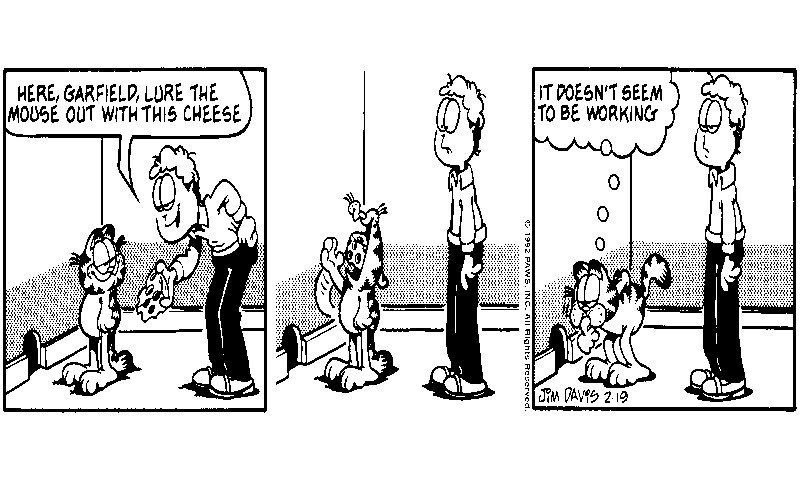 HERE, GARFIELD, LURE THE
MOUSE OUT WITH THIS CHEESE
© 1992 PAWS, INC. All Rights Reserved.
IT DOESN'T SEEM
TO BE WORKING
JIM DAVIS 2-19